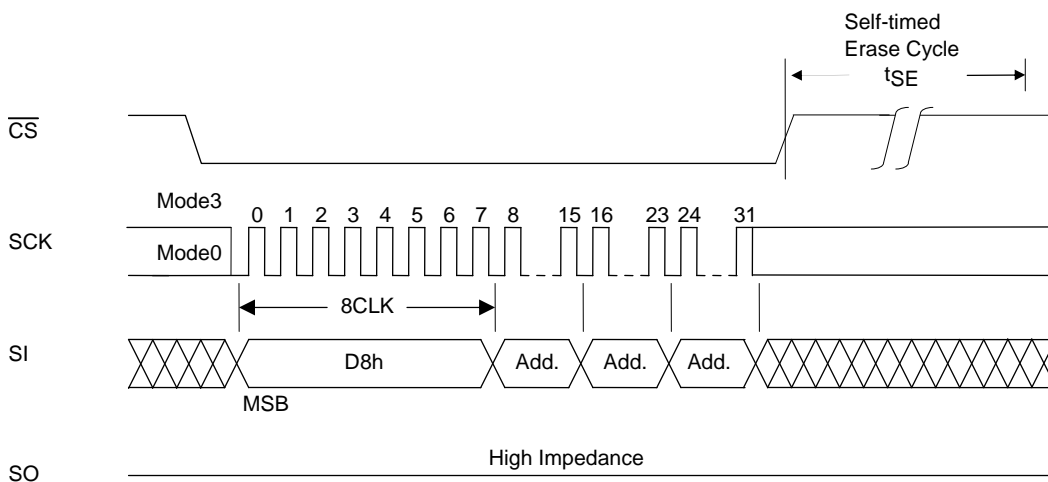 Self-timed
Erase Cycle
tSE
CS
Mode3
0 1 2 3 4 5 6 7 8 15 16 23 24 31
SCK
Mode0
8CLK
SI
D8h Add. Add. Add.
MSB
High Impedance
SO